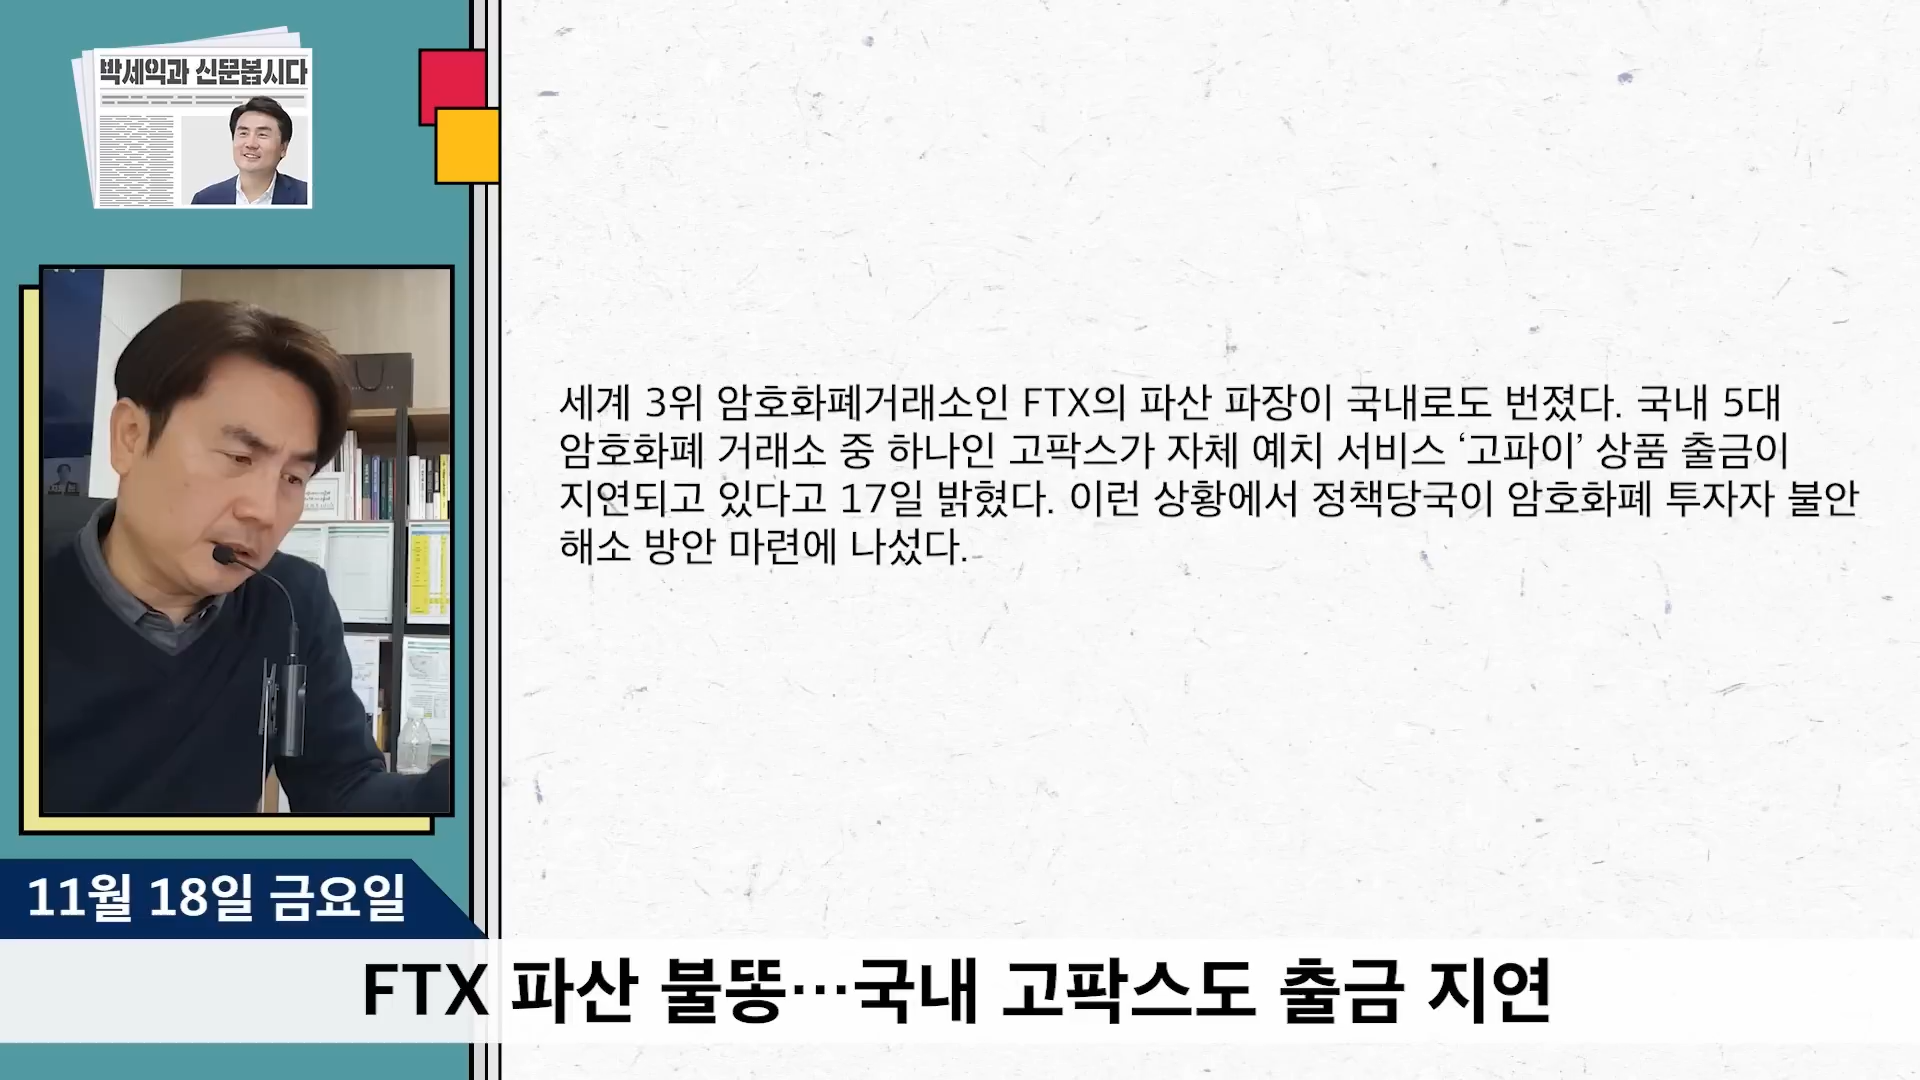 박세익과 신문봅시다
세계 3위 암호화폐거래소인 FTX의 파산 파장이 국내로도 번졌다. 국내 5대
암호화폐 거래소 중 하나인 고팍스가 자체 예치 서비스 ‘고파이’ 상품 출금이
지연되고 있다고 17일 밝혔다. 이런 상황에서 정책당국이 암호화폐 투자자 불안
해소 방안 마련에 나섰다.
11월 18일 금요일
FTX 파산 불똥···국내 고팍스도 출금 지연